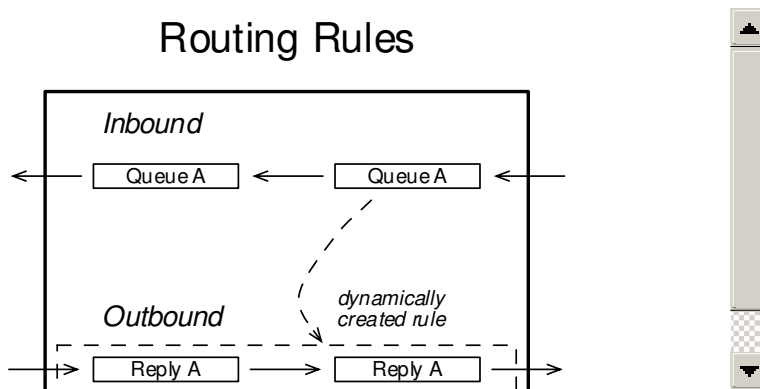 Routing Rules
Inbound
Queue A
Queue A
Outbound
dynamically
created rule
Reply A
Reply A